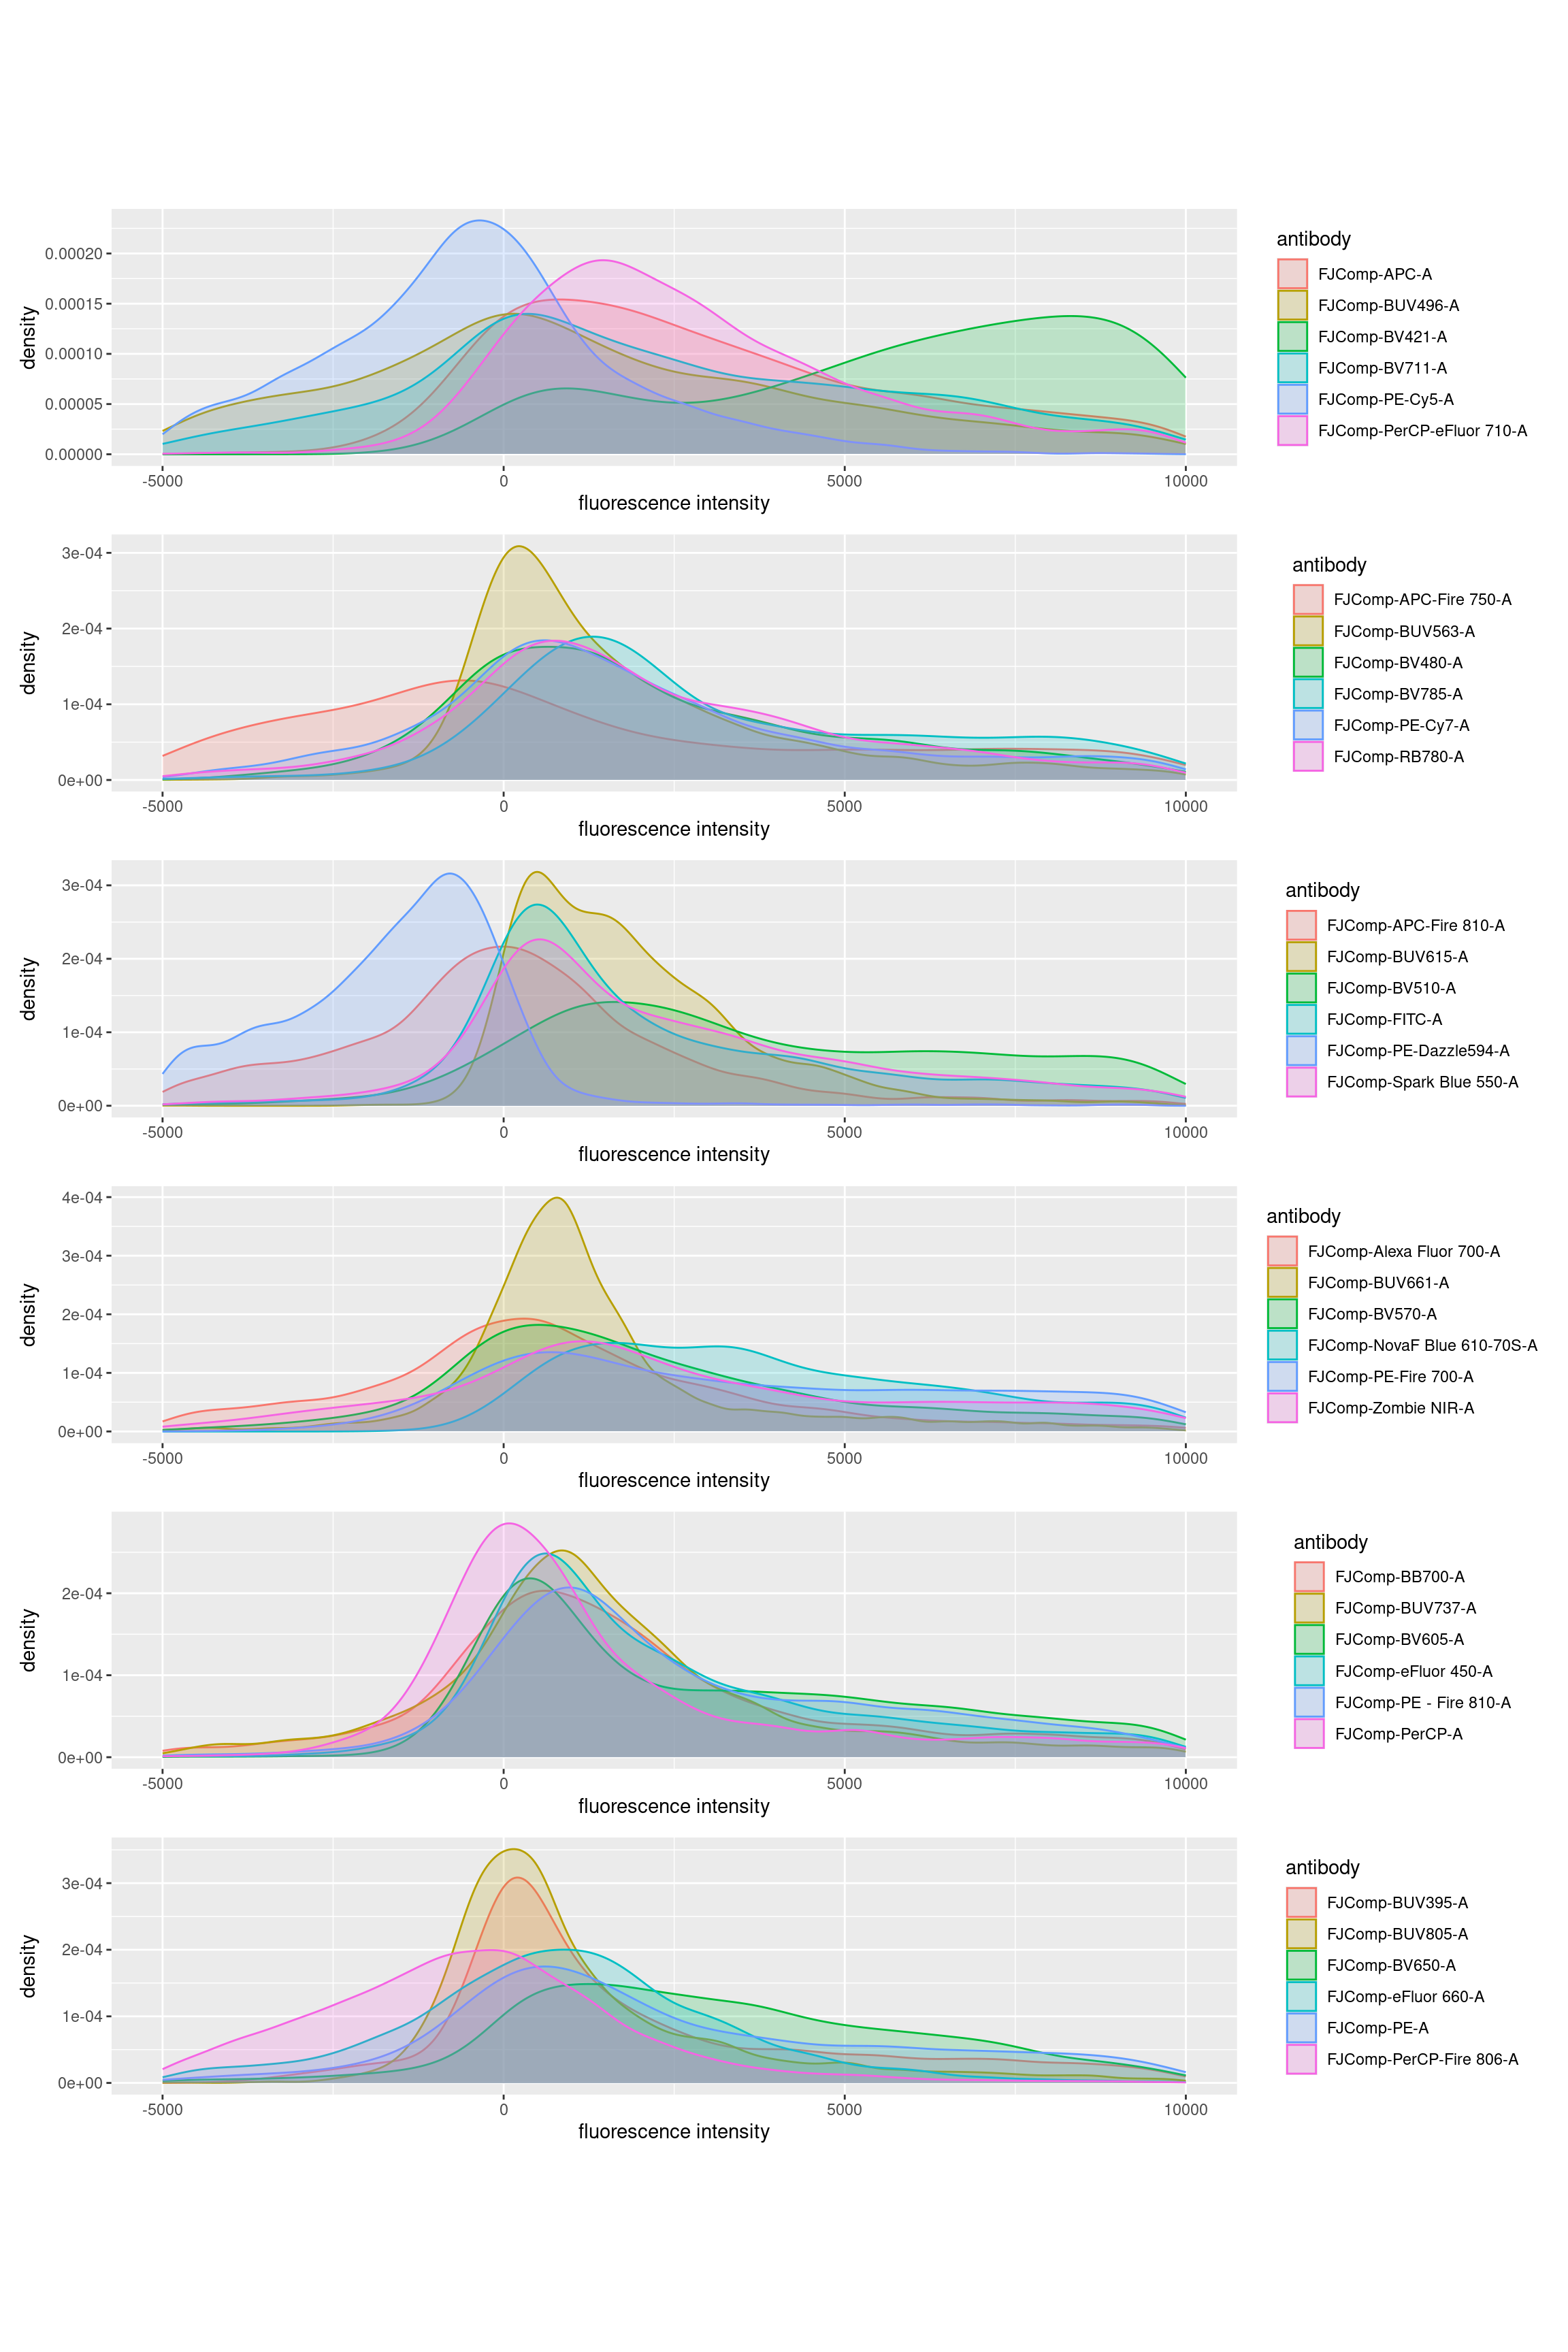 antibody
0.00020
0.00015
0.00010
0.00005
0.00000
density
FJComp-APC-A
FJComp-BUV496-A
FJComp-BV421-A
FJComp-BV711-A
FJComp-PE-Cy5-A
FJComp-PerCP-eFluor 710-A
-5000 0 5000 10000
fluorescence intensity
antibody
3e-04
2e-04
1e-04
0e+00
density
FJComp-APC-Fire 750-A
FJComp-BUV563-A
FJComp-BV480-A
FJComp-BV785-A
FJComp-PE-Cy7-A
FJComp-RB780-A
-5000 0 5000 10000
fluorescence intensity
antibody
3e-04
2e-04
1e-04
0e+00
density
FJComp-APC-Fire 810-A
FJComp-BUV615-A
FJComp-BV510-A
FJComp-FITC-A
FJComp-PE-Dazzle594-A
FJComp-Spark Blue 550-A
-5000 0 5000 10000
fluorescence intensity
antibody
4e-04
3e-04
2e-04
1e-04
0e+00
density
FJComp-Alexa Fluor 700-A
FJComp-BUV661-A
FJComp-BV570-A
FJComp-NovaF Blue 610-70S-A
FJComp-PE-Fire 700-A
FJComp-Zombie NIR-A
-5000 0 5000 10000
fluorescence intensity
antibody
2e-04
1e-04
0e+00
density
FJComp-BB700-A
FJComp-BUV737-A
FJComp-BV605-A
FJComp-eFluor 450-A
FJComp-PE - Fire 810-A
FJComp-PerCP-A
-5000 0 5000 10000
fluorescence intensity
antibody
3e-04
2e-04
1e-04
0e+00
density
FJComp-BUV395-A
FJComp-BUV805-A
FJComp-BV650-A
FJComp-eFluor 660-A
FJComp-PE-A
FJComp-PerCP-Fire 806-A
-5000 0 5000 10000
fluorescence intensity